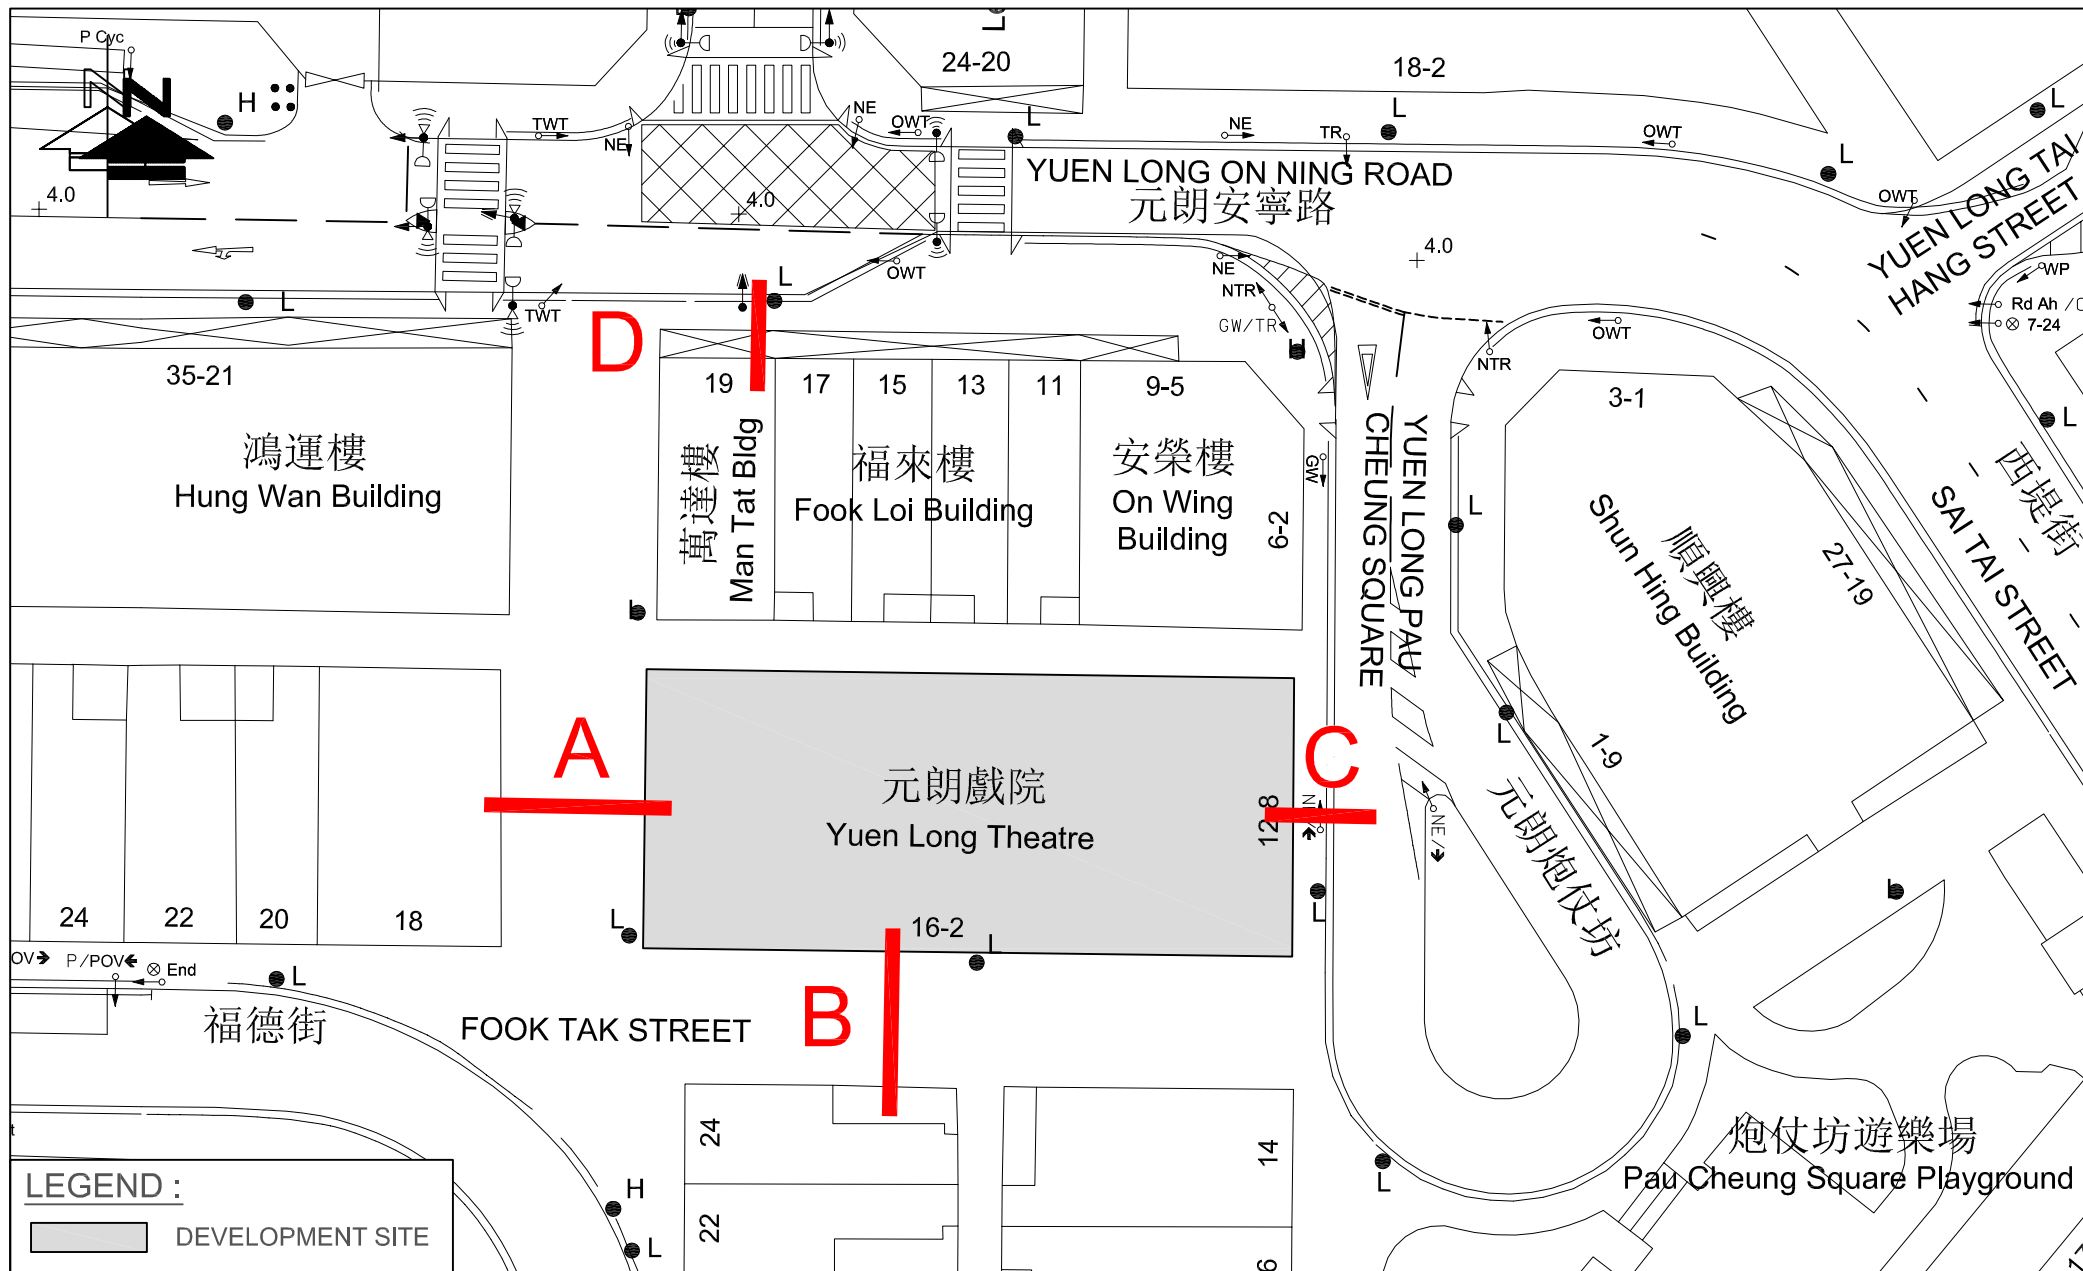 P Cyc
N
H
4.0
TWT
NE
NE
OWT
24-20
L
L
18-2
NE
TR
OWT
L
L
L
YUEN LONG ON NING ROAD
元朗安寧路
4.0
4.0
OWT
YUEN LONG TAI
HANG STREET
WP
Rd Ah / C
7-24
L
TWT
L
OWT
NE
NTR
GW/TR
H
OWT
NTR
D
35-21
鴻運樓
Hung Wan Building
19
17
15
13
11
9-5
萬達樓
Man Tat Bldg
福來樓
Fook Loi Building
安榮樓
On Wing
Building
6-2
GW
YUEN LONG PAU
CHEUNG SQUARE
L
3-1
順興樓
Shun Hing Building
27-19
1-9
L
西堤街
SAI TAI STREET
L
L
A
元朗戲院
Yuen Long Theatre
12-8
16-2
C
NE
L
元朗炮仗坊
L
L
24
22
20
18
L
L
OV
P/POV
End
L
福德街
FOOK TAK STREET
B
24
22
14
6
L
L
炮仗坊遊樂場
Pau Cheung Square Playground
17
H
L
t
LEGEND :
DEVELOPMENT SITE